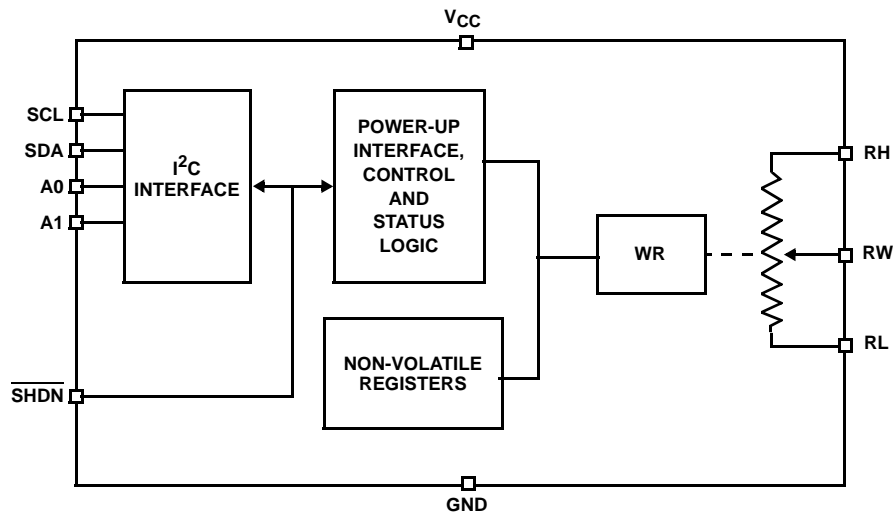 VCC
SCL
SDA
A0
A1
I²C
INTERFACE
POWER-UP
INTERFACE,
CONTROL
AND
STATUS
LOGIC
WR
RH
RW
RL
NON-VOLATILE
REGISTERS
SHDN
GND